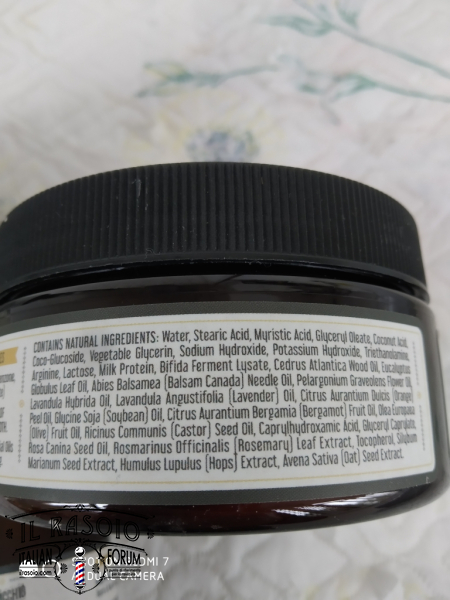 CONTAINS NATURAL INGREDIENTS: Water, Stearic Acid, Myristic Acid, Glyceryl Oleate, Coconut Acid,
Coco-Glucoside, Vegetable Glycerin, Sodium Hydroxide, Potassium Hydroxide, Triethanolamine,
Arginine, Lactose, Milk Protein, Bifida Ferment Lysate, Cedrus Atlantica Wood Oil, Eucalyptus
Globulus Leaf Oil, Abies Balsamea (Balsam Canada) Needle Oil, Pelargonium Graveolens Flower Oil,
Lavandula Hybrida Oil, Lavandula Angustifolia (Lavender) Oil, Citrus Aurantium Dulcis (Orange)
Peel Oil, Glycine Soja (Soybean) Oil, Citrus Aurantium Bergamia (Bergamot) Fruit Oil, Olea Europaea
(Olive) Fruit Oil, Ricinus Communis (Castor) Seed Oil, Caprylhydroxamic Acid, Glyceryl Caprylate,
Rosa Canina Seed Oil, Rosmarinus Officinalis (Rosemary) Leaf Extract, Tocopherol, Silybum
Marianum Seed Extract, Humulus Lupulus (Hops) Extract, Avena Sativa (Oat) Seed Extract.
IL RASOIO
ITALIAN FORUM
ilrasoio.com
MI 7
DUAL CAMERA